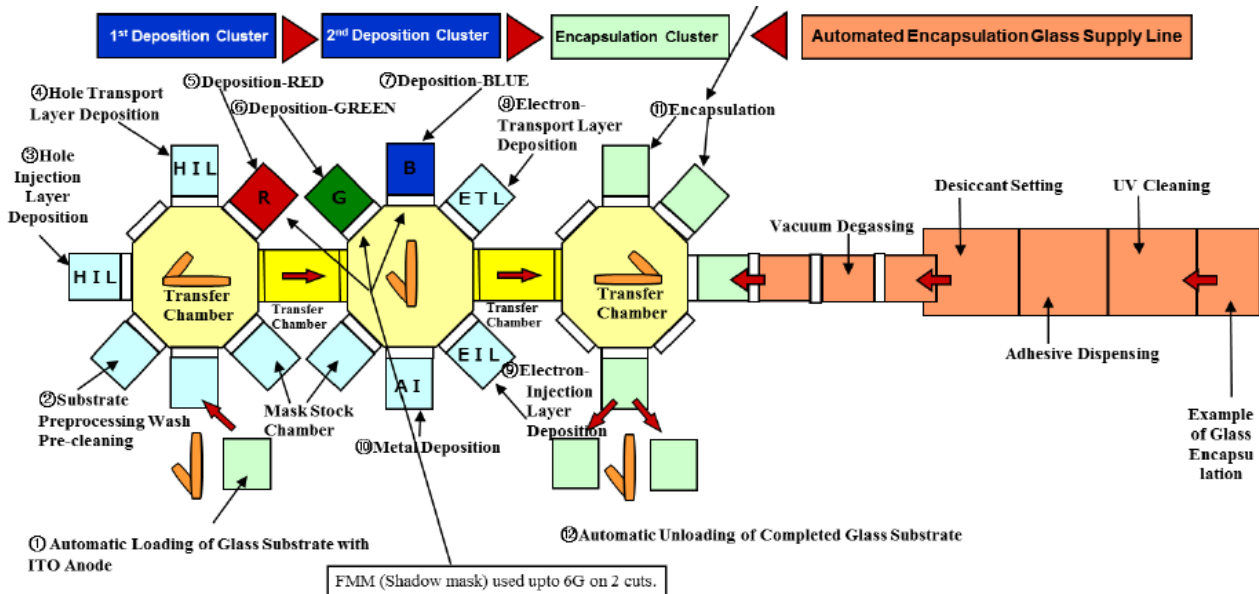 1st Deposition Cluster
2nd Deposition Cluster
Encapsulation Cluster
Automated Encapsulation Glass Supply Line
④Hole Transport
Layer Deposition
⑤Deposition-RED
⑥Deposition-GREEN
⑦Deposition-BLUE
⑧Electron-
Transport Layer
Deposition
⑪Encapsulation
③Hole
Injection
Layer
Deposition
HIL
R
G
B
ETL
Desiccant Setting
UV Cleaning
Vacuum Degassing
HIL
Transfer
Chamber
Transfer
Chamber
Transfer
Chamber
Transfer
Chamber
Adhesive Dispensing
②Substrate
Preprocessing Wash
Pre-cleaning
Mask Stock
Chamber
AI
EIL
⑨Electron-
Injection
Layer
Deposition
⑩Metal Deposition
Example
of Glass
Encapsu
lation
① Automatic Loading of Glass Substrate with
ITO Anode
⑫Automatic Unloading of Completed Glass Substrate
FMM (Shadow mask) used upto 6G on 2 cuts.